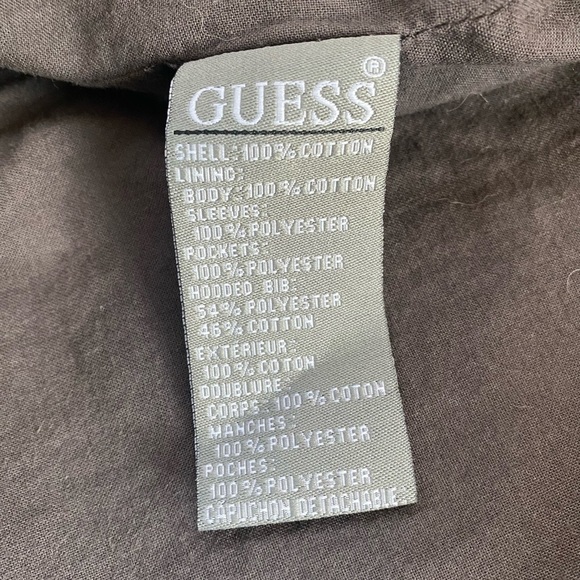 GUESS®
SHELL: 100% COTTON
LINING:
BODY: 100% COTTON
SLEEVES:
100% POLYESTER
POCKETS:
100% POLYESTER
HOODED BIB:
54% POLYESTER
46% COTTON
EXTERIEUR:
100% COTON
DOUBLURE
CORPS: 100% COTON
MANCHES:
100% POLYESTER
POCHES:
100% POLYESTER
CAPUCHON DETACHABLE